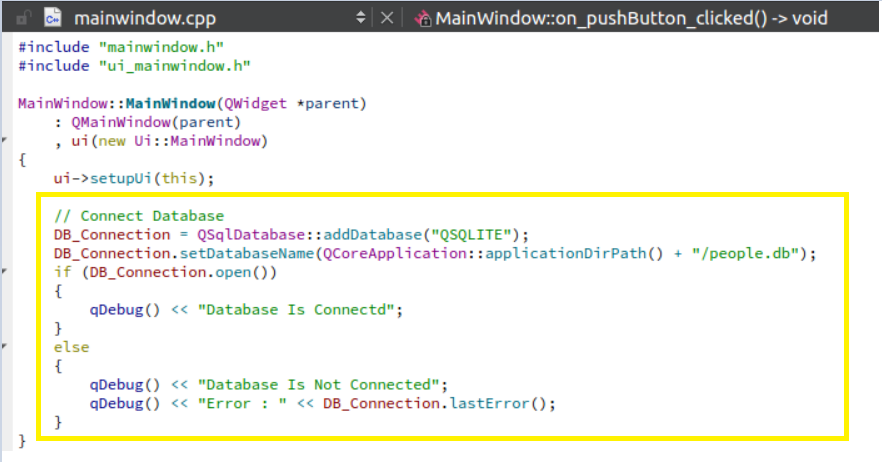 mainwindow.cpp MainWindow::on_pushButton_clicked() -> void
#include "mainwindow.h"
#include "ui_mainwindow.h"
MainWindow::MainWindow(QWidget *parent)
    : QMainWindow(parent)
    , ui(new Ui::MainWindow)
{
    ui->setupUi(this);
    // Connect Database
    DB_Connection = QSqlDatabase::addDatabase("QSQLITE");
    DB_Connection.setDatabaseName(QCoreApplication::applicationDirPath() + "/people.db");
    if (DB_Connection.open())
    {
        qDebug() << "Database Is Connectd";
    }
    else
    {
        qDebug() << "Database Is Not Connected";
        qDebug() << "Error : " << DB_Connection.lastError();
    }
}